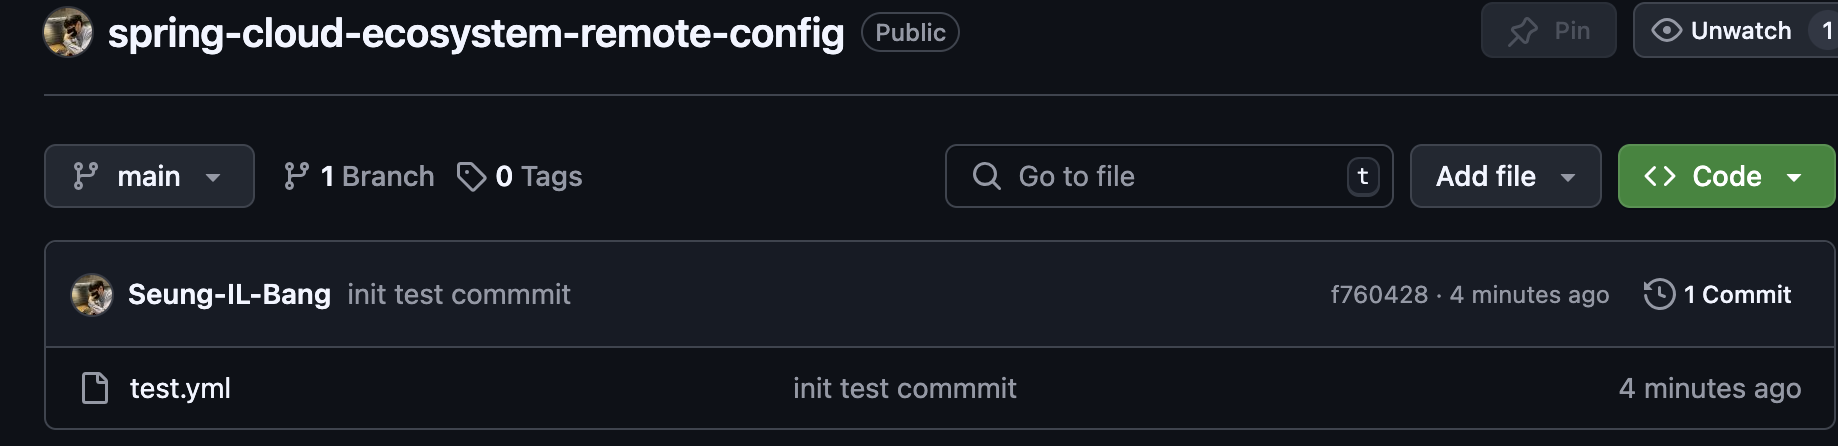 spring-cloud-ecosystem-remote-config Public Pin Unwatch 1
main 1 Branch 0 Tags Go to file t Add file Code
Seung-IL-Bang init test commmit f760428 · 4 minutes ago 1 Commit
test.yml init test commmit 4 minutes ago